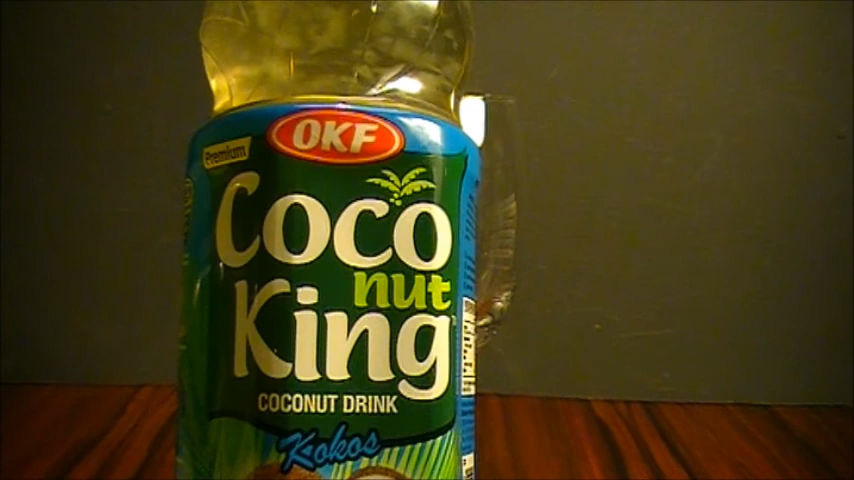 OKF
Premium
Coco
nut
King
COCONUT DRINK
Kokos